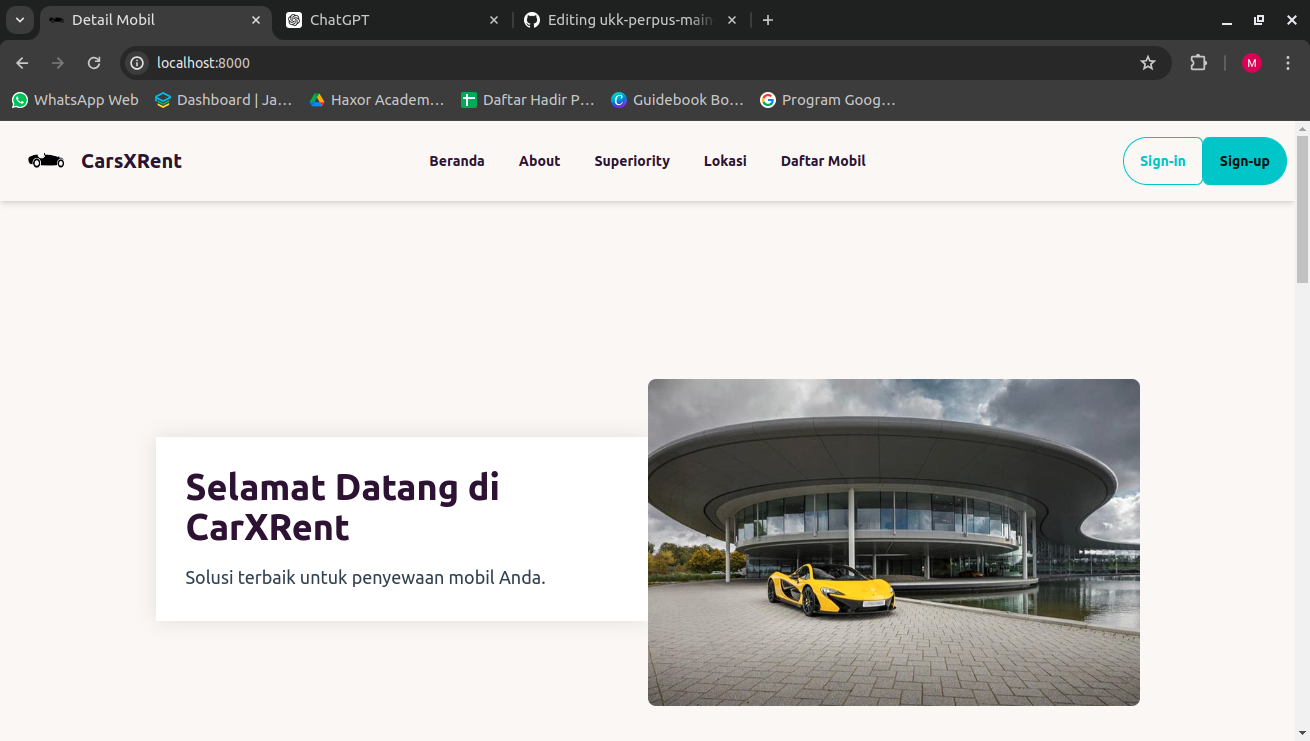 Detail Mobil
ChatGPT
Editing ukk-perpus-main
localhost:8000
M
WhatsApp Web
Dashboard | Ja...
Haxor Academ...
Daftar Hadir P...
Guidebook Bo...
Program Goog...
CarsXRent
Beranda
About
Superiority
Lokasi
Daftar Mobil
Sign-in
Sign-up
Selamat Datang di
CarXRent
Solusi terbaik untuk penyewaan mobil Anda.